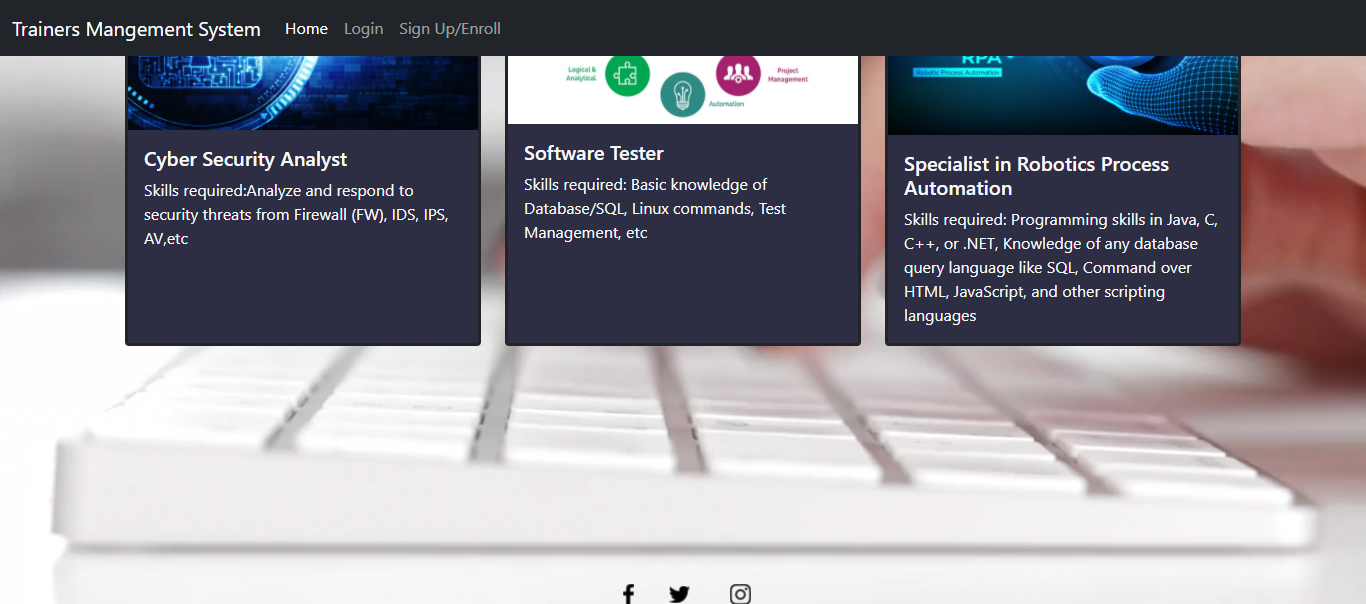 Trainers Mangement System Home Login Sign Up/Enroll
Logical &
Analytical
Project
Management
Automation
RPA
Robotic Process Automation
Cyber Security Analyst
Skills required:Analyze and respond to
security threats from Firewall (FW), IDS, IPS,
AV,etc
Software Tester
Skills required: Basic knowledge of
Database/SQL, Linux commands, Test
Management, etc
Specialist in Robotics Process
Automation
Skills required: Programming skills in Java, C,
C++, or .NET, Knowledge of any database
query language like SQL, Command over
HTML, JavaScript, and other scripting
languages